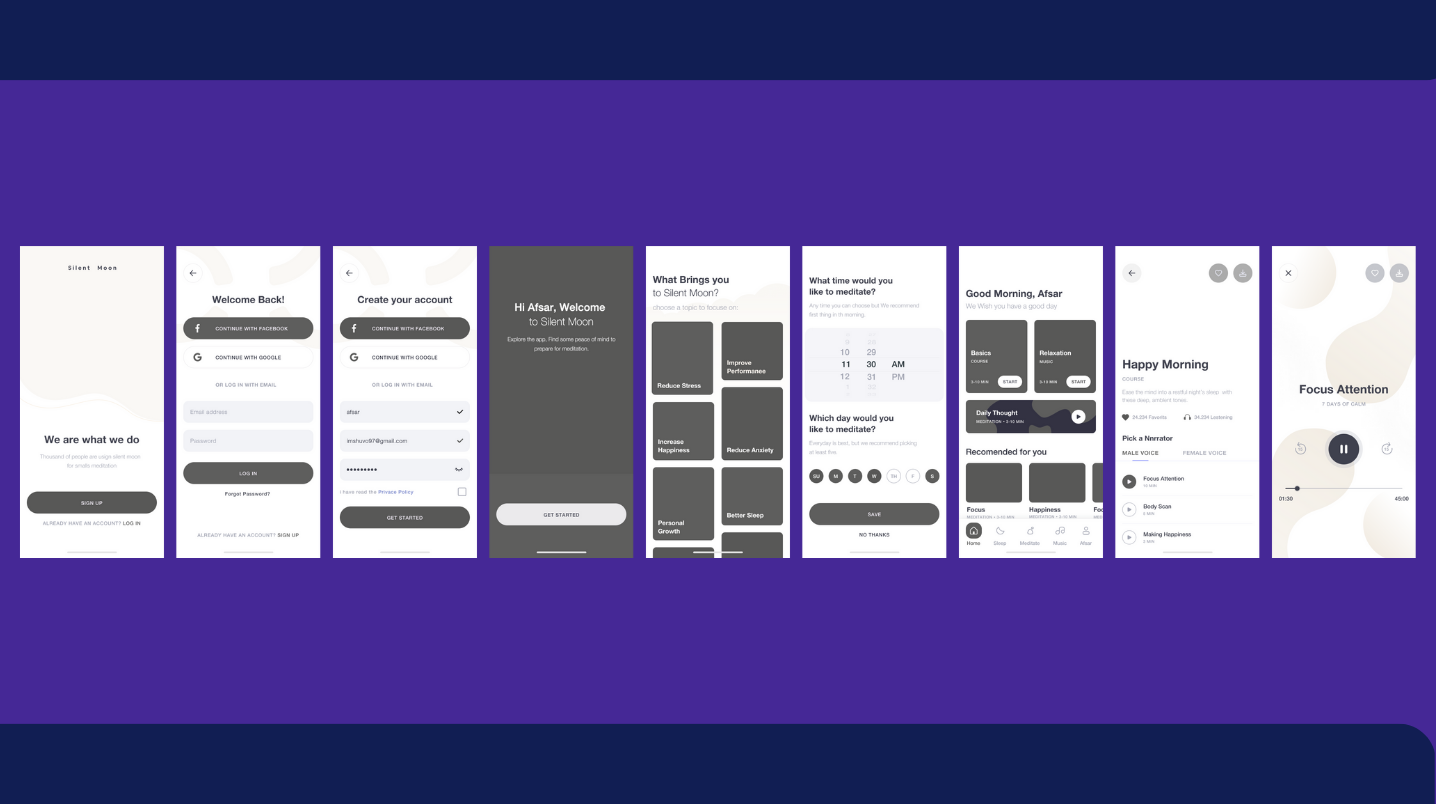 Silent Moon
We are what we do
Thousand of people are usign silent moon
for smalls meditation
SIGN UP
ALREADY HAVE AN ACCOUNT? LOG IN
Welcome Back!
CONTINUE WITH FACEBOOK
CONTINUE WITH GOOGLE
OR LOG IN WITH EMAIL
Email address
Password
LOG IN
Forgot Password?
ALREADY HAVE AN ACCOUNT? SIGN UP
Create your account
CONTINUE WITH FACEBOOK
CONTINUE WITH GOOGLE
OR LOG IN WITH EMAIL
afsar
imshuvo97@gmail.com
I have read the Privacy Policy
GET STARTED
Hi Afsar, Welcome
to Silent Moon
Explore the app, Find some peace of mind to
prepare for meditation.
GET STARTED
What Brings you
to Silent Moon?
choose a topic to focus on:
Reduce Stress
Improve
Performanee
Increase
Happiness
Reduce Anxiety
Personal
Growth
Better Sleep
What time would you
like to meditate?
Any time you can choose but We recommend
first thing in th morning.
10 29
11 30 AM
12 31 PM
Which day would you
like to meditate?
Everyday is best, but we recommend picking
at least five.
SU M T W TH F S
SAVE
NO THANKS
Good Morning, Afsar
We Wish you have a good day
Basics
COURSE
3-10 MIN START
Relaxation
MUSIC
3-10 MIN START
Daily Thought
MEDITATION • 3-10 MIN
Recomended for you
Focus
MEDITATION • 3-10 MIN
Happiness
MEDITATION • 3-10 MIN
Foc
Home Sleep Meditate Music Afsar
Happy Morning
COURSE
Ease the mind into a restful night's sleep with
these deep, amblent tones.
24.234 Favorits 34.234 Lestening
Pick a Nnrrator
MALE VOICE FEMALE VOICE
Focus Attention
10 MIN
Body Scan
5 MIN
Making Happiness
3 MIN
Focus Attention
7 DAYS OF CALM
15 15
01:30 45:00